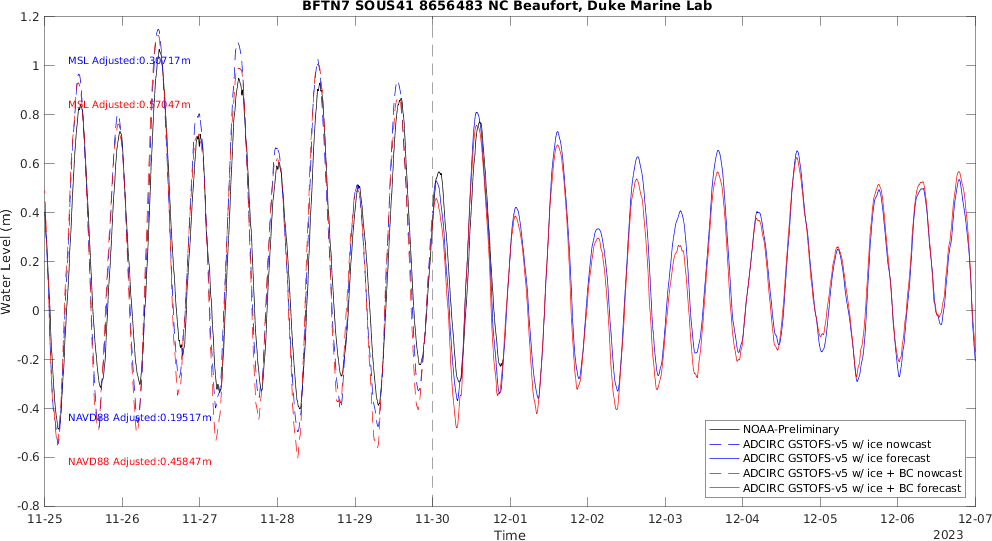 BFTN7 SOUS41 8656483 NC Beaufort, Duke Marine Lab
Water Level (m)
1.2
1
0.8
0.6
0.4
0.2
0
-0.2
-0.4
-0.6
-0.8
MSL Adjusted:0.30717m
MSL Adjusted:0.57047m
NAVD88 Adjusted:0.19517m
NAVD88 Adjusted:0.45847m
NOAA-Preliminary
ADCIRC GSTOFS-v5 w/ ice nowcast
ADCIRC GSTOFS-v5 w/ ice forecast
ADCIRC GSTOFS-v5 w/ ice + BC nowcast
ADCIRC GSTOFS-v5 w/ ice + BC forecast
11-25 11-26 11-27 11-28 11-29 11-30 12-01 12-02 12-03 12-04 12-05 12-06 12-07
Time
2023